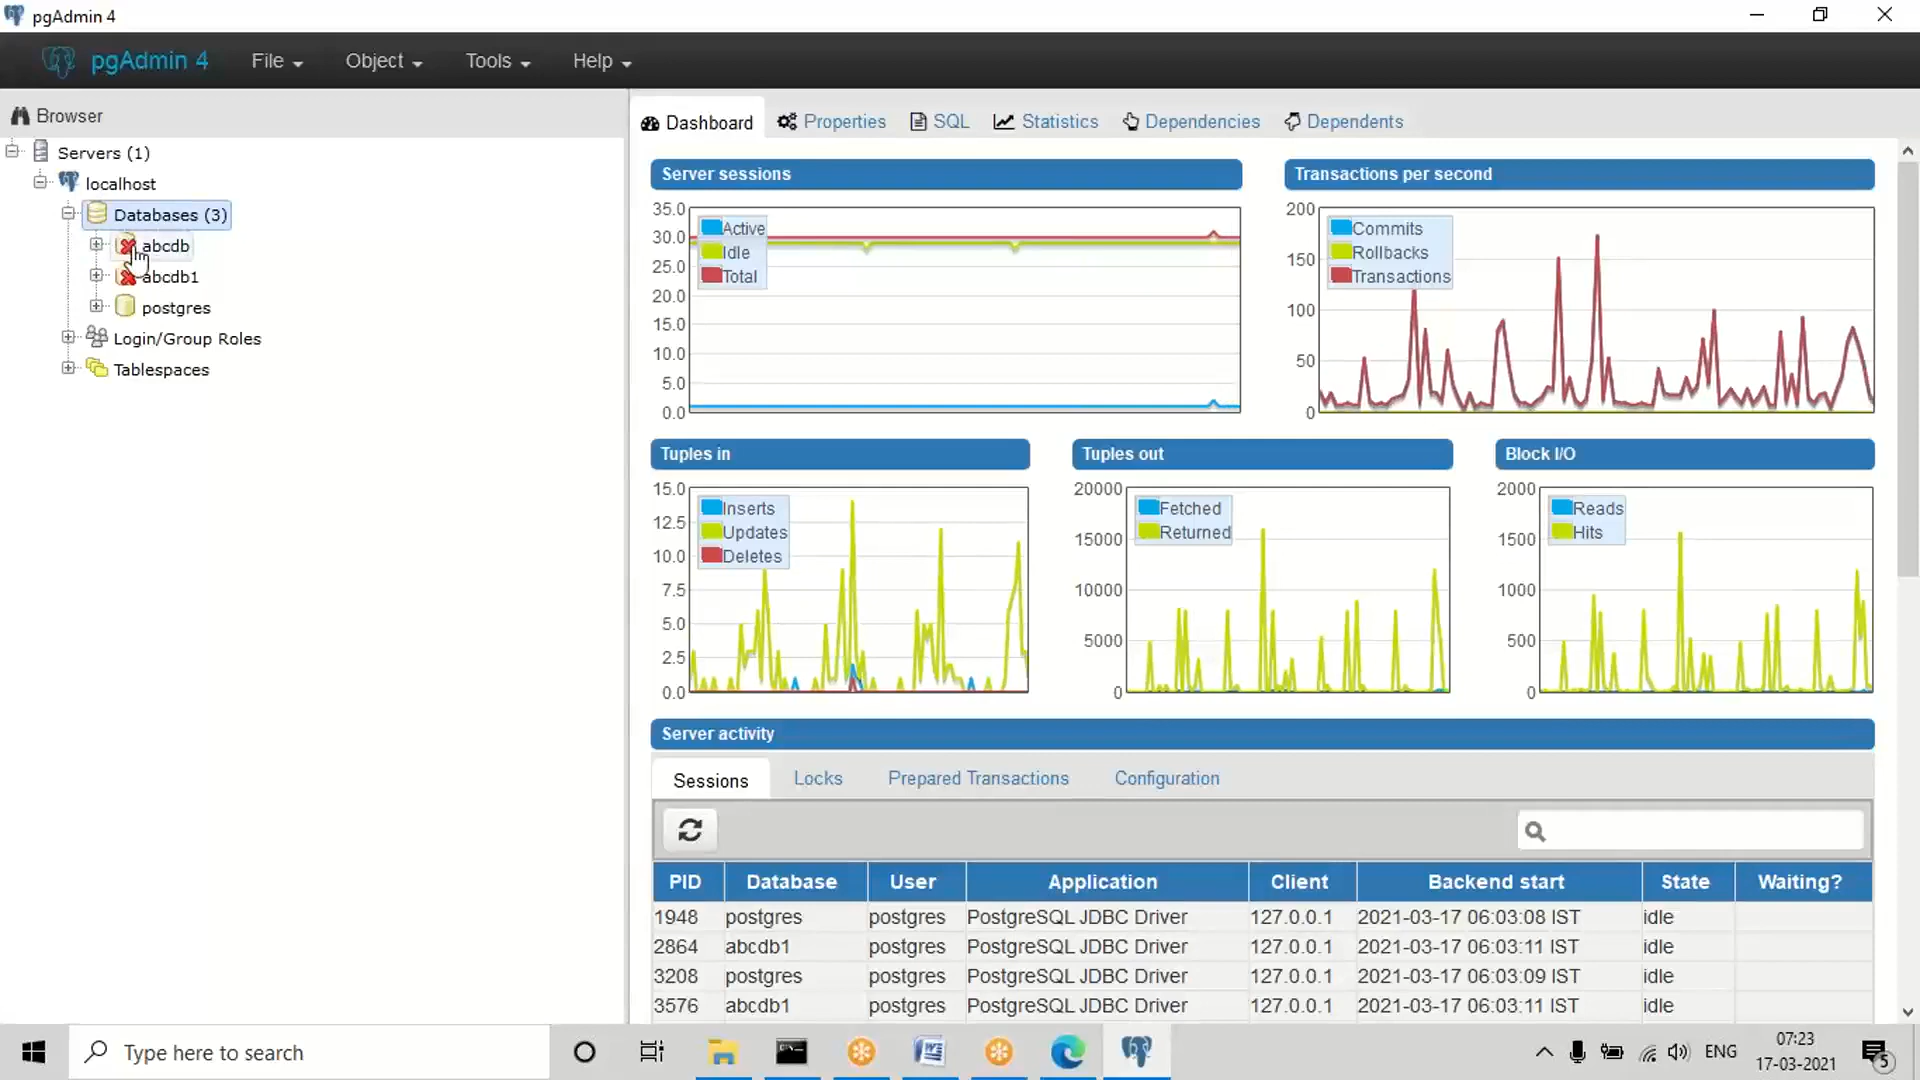 pgAdmin 4
pgAdmin 4 File Object Tools Help
Browser
Servers (1)
localhost
Databases (3)
abcdb
abcdb1
postgres
Login/Group Roles
Tablespaces
Dashboard Properties SQL Statistics Dependencies Dependents
Server sessions
35.0
30.0
25.0
20.0
15.0
10.0
5.0
0.0
Active
Idle
Total
Transactions per second
200
150
100
50
0
Commits
Rollbacks
Transactions
Tuples in
15.0
12.5
10.0
7.5
5.0
2.5
0.0
Inserts
Updates
Deletes
Tuples out
20000
15000
10000
5000
0
Fetched
Returned
Block I/O
2000
1500
1000
500
0
Reads
Hits
Server activity
Sessions Locks Prepared Transactions Configuration
PID Database User Application Client Backend start State Waiting?
1948 postgres postgres PostgreSQL JDBC Driver 127.0.0.1 2021-03-17 06:03:08 IST idle
2864 abcdb1 postgres PostgreSQL JDBC Driver 127.0.0.1 2021-03-17 06:03:11 IST idle
3208 postgres postgres PostgreSQL JDBC Driver 127.0.0.1 2021-03-17 06:03:09 IST idle
3576 abcdb1 postgres PostgreSQL JDBC Driver 127.0.0.1 2021-03-17 06:03:11 IST idle
Type here to search
ENG
07:23
17-03-2021
5